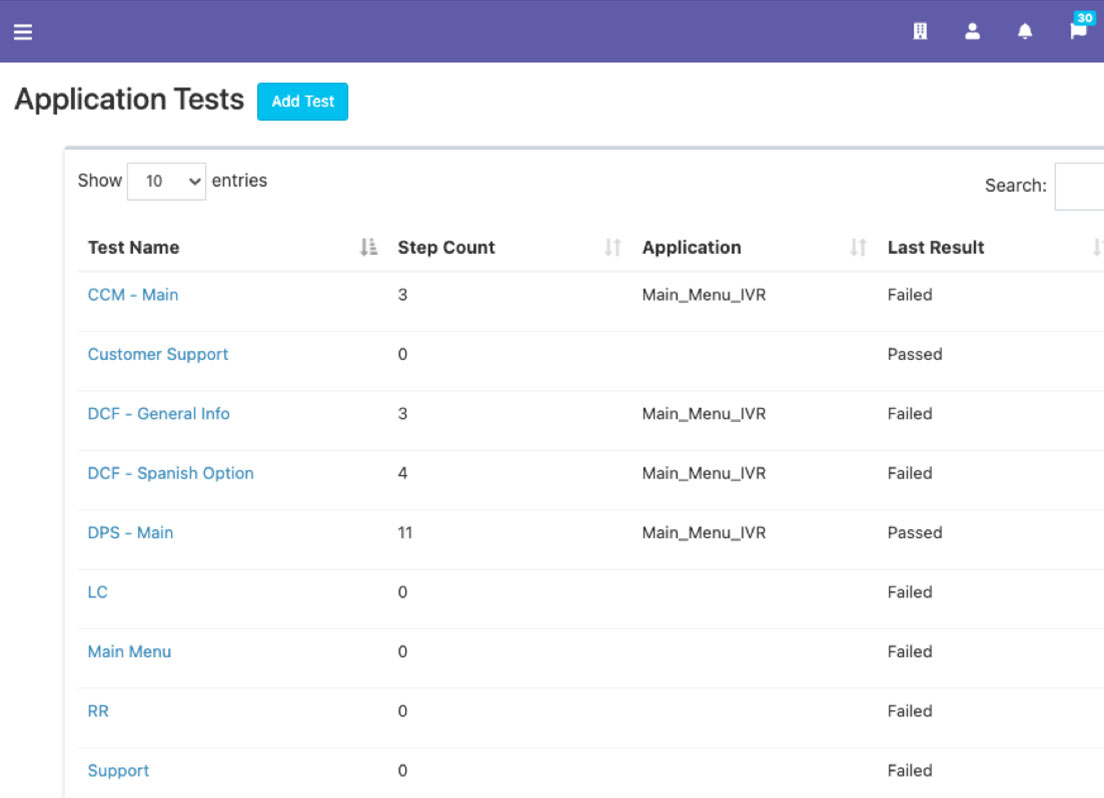 30
Application Tests Add Test
Show 10 entries Search:
Test Name Step Count Application Last Result
CCM - Main 3 Main_Menu_IVR Failed
Customer Support 0 Passed
DCF - General Info 3 Main_Menu_IVR Failed
DCF - Spanish Option 4 Main_Menu_IVR Failed
DPS - Main 11 Main_Menu_IVR Passed
LC 0 Failed
Main Menu 0 Failed
RR 0 Failed
Support 0 Failed